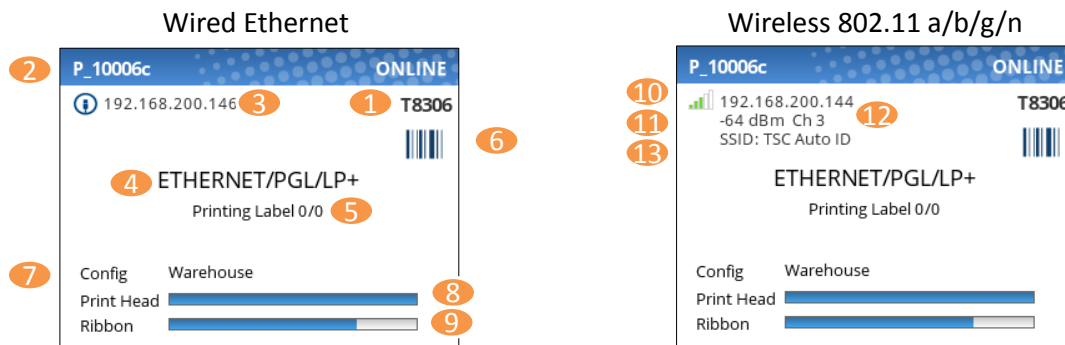 Wired Ethernet
2 P_10006c ONLINE
192.168.200.146 3 1 T8306
6
4 ETHERNET/PGL/LP+
Printing Label 0/0 5
7 Config Warehouse
Print Head 8
Ribbon 9
Wireless 802.11 a/b/g/n
P_10006c ONLINE
10 192.168.200.144 T8306
11 -64 dBm Ch 3 12
13 SSID: TSC Auto ID
ETHERNET/PGL/LP+
Printing Label 0/0
Config Warehouse
Print Head
Ribbon